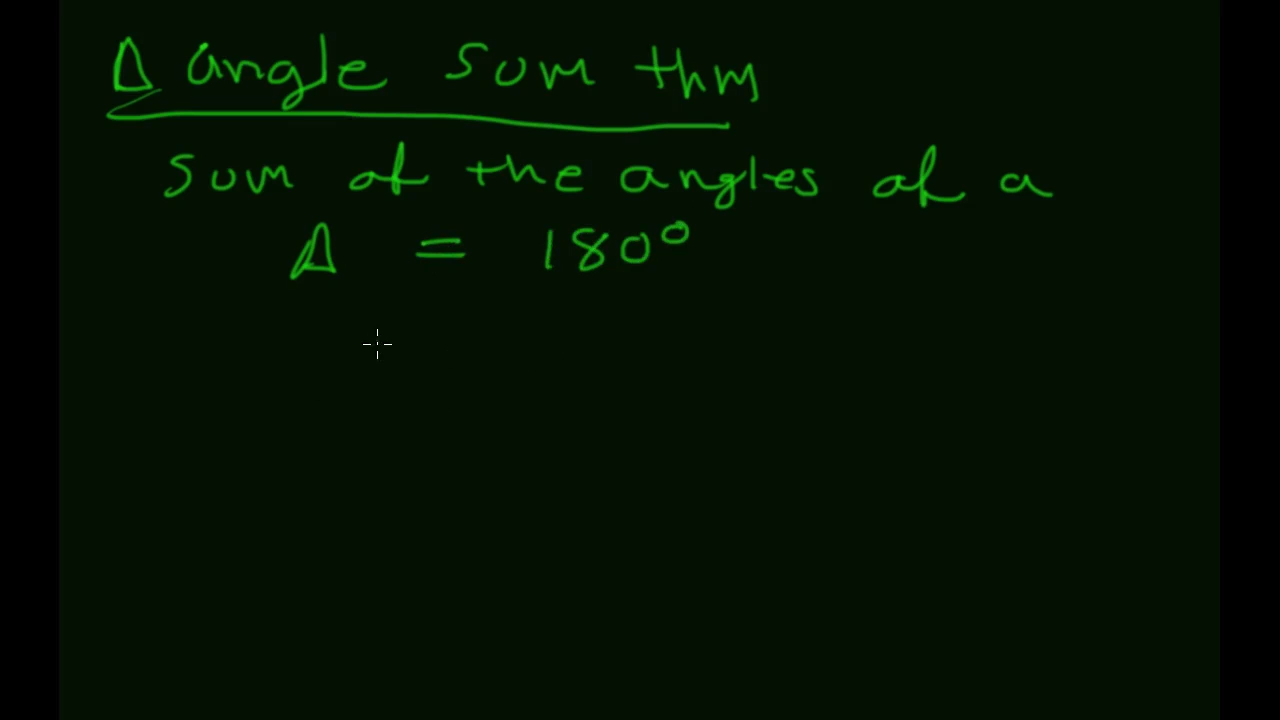 Δ angle sum thm
sum of the angles of a
Δ = 180°